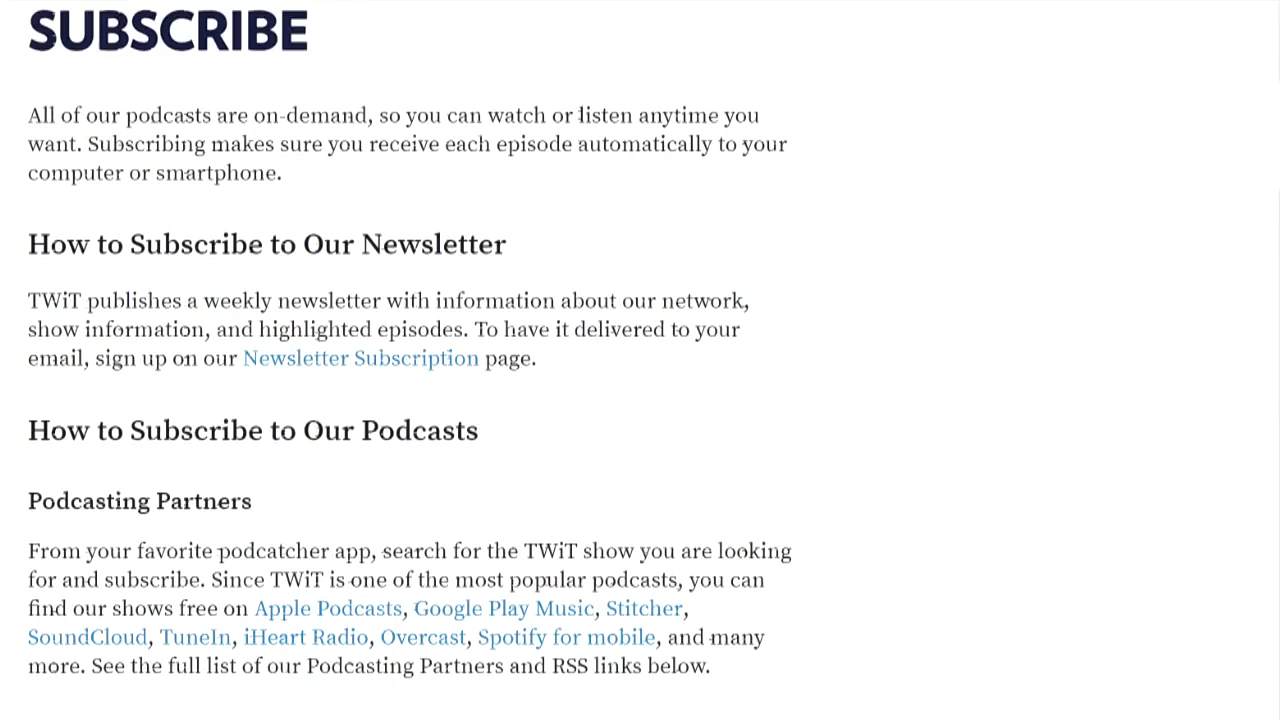 SUBSCRIBE
All of our podcasts are on-demand, so you can watch or listen anytime you
want. Subscribing makes sure you receive each episode automatically to your
computer or smartphone.
How to Subscribe to Our Newsletter
TWiT publishes a weekly newsletter with information about our network,
show information, and highlighted episodes. To have it delivered to your
email, sign up on our Newsletter Subscription page.
How to Subscribe to Our Podcasts
Podcasting Partners
From your favorite podcatcher app, search for the TWiT show you are looking
for and subscribe. Since TWiT is one of the most popular podcasts, you can
find our shows free on Apple Podcasts, Google Play Music, Stitcher,
SoundCloud, TuneIn, iHeart Radio, Overcast, Spotify for mobile, and many
more. See the full list of our Podcasting Partners and RSS links below.